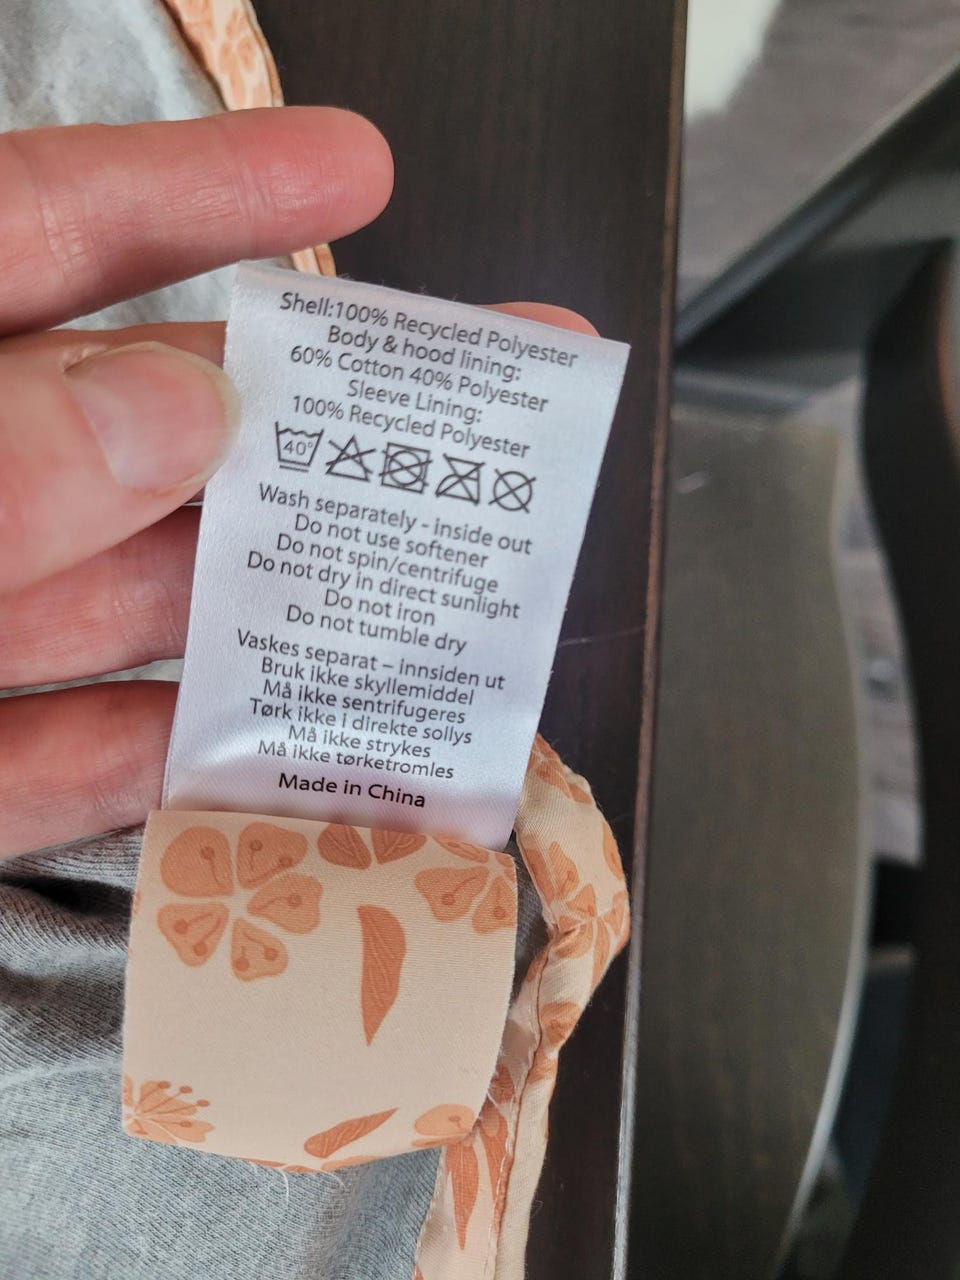 Shell:100% Recycled Polyester
Body & hood lining:
60% Cotton 40% Polyester
Sleeve Lining:
100% Recycled Polyester
40°
Wash separately - inside out
Do not use softener
Do not spin/centrifuge
Do not dry in direct sunlight
Do not iron
Do not tumble dry
Vaskes separat – innsiden ut
Bruk ikke skyllemiddel
Må ikke sentrifugeres
Tørk ikke i direkte sollys
Må ikke strykes
Må ikke tørketromles
Made in China